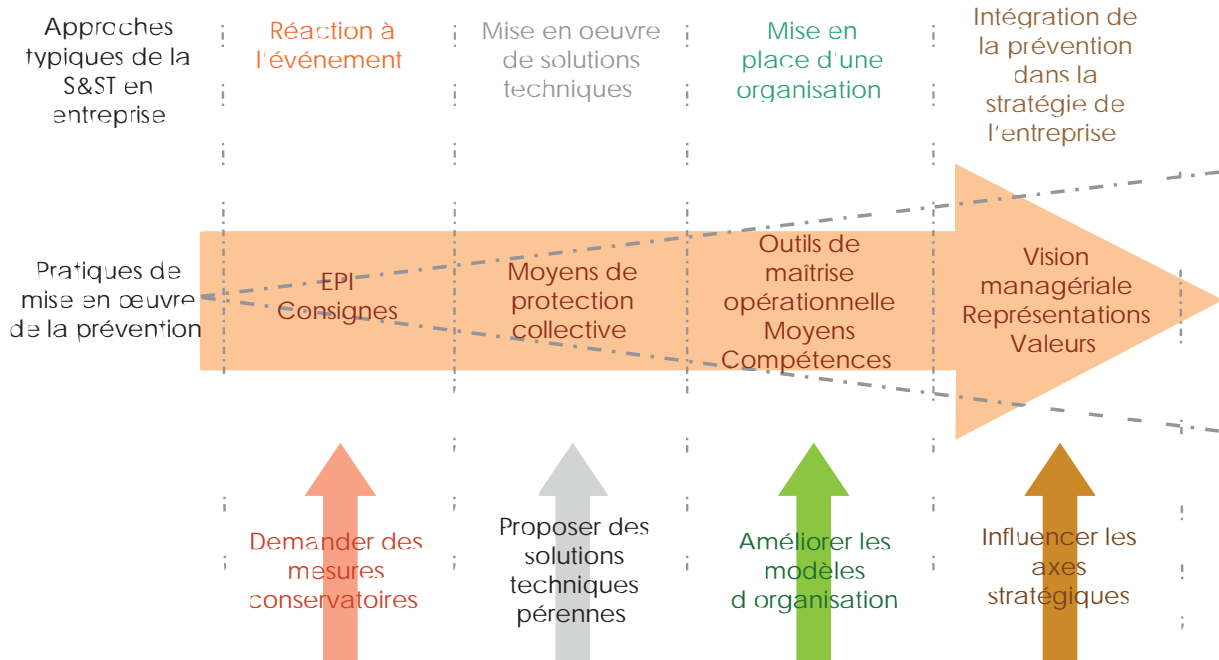 Approches
typiques de la
S&ST en
entreprise
Réaction à
l'événement
Mise en oeuvre
de solutions
techniques
Mise en
place d'une
organisation
Intégration de
la prévention
dans la
stratégie de
l'entreprise
Pratiques de
mise en œuvre
de la prévention
EPI
Consignes
Moyens de
protection
collective
Outils de
maîtrise
opérationnelle
Moyens
Compétences
Vision
managériale
Représentations
Valeurs
Demander des
mesures
conservatoires
Proposer des
solutions
techniques
pérennes
Améliorer les
modèles
d organisation
Influencer les
axes
stratégiques